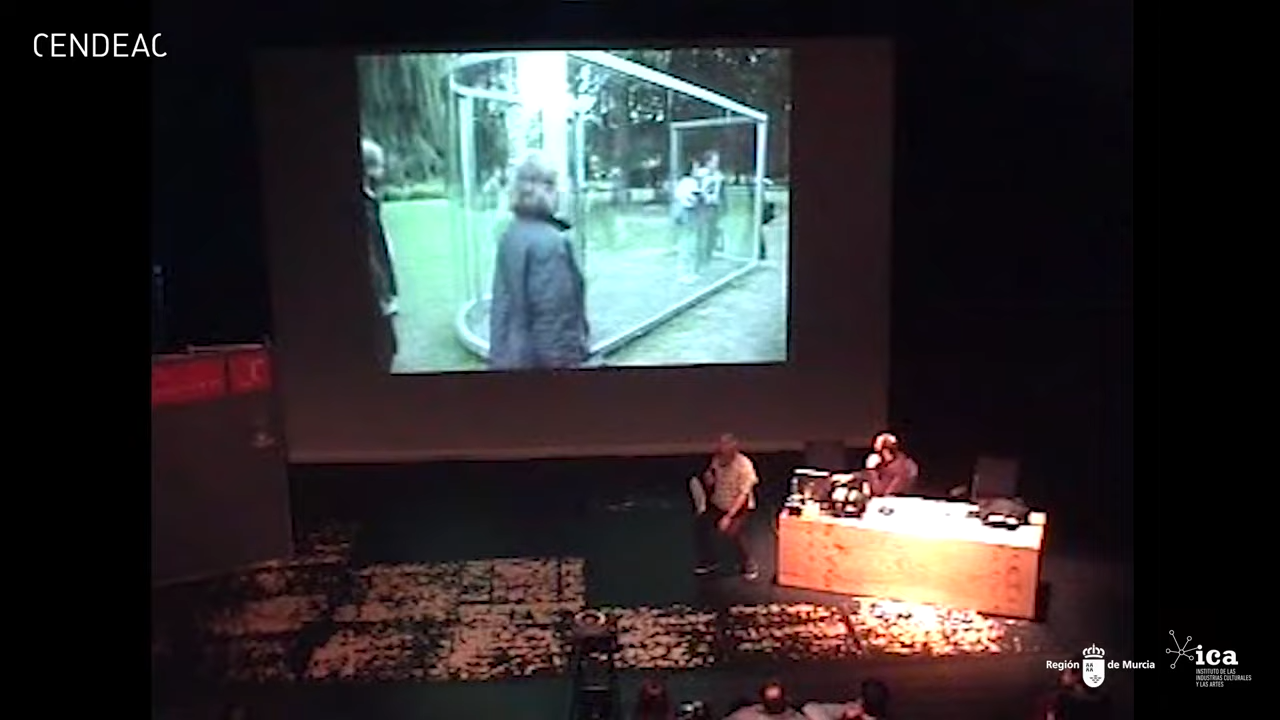 CENDEAC
Región de Murcia
ica
INSTITUTO DE LAS
INDUSTRIAS CULTURALES
Y LAS ARTES